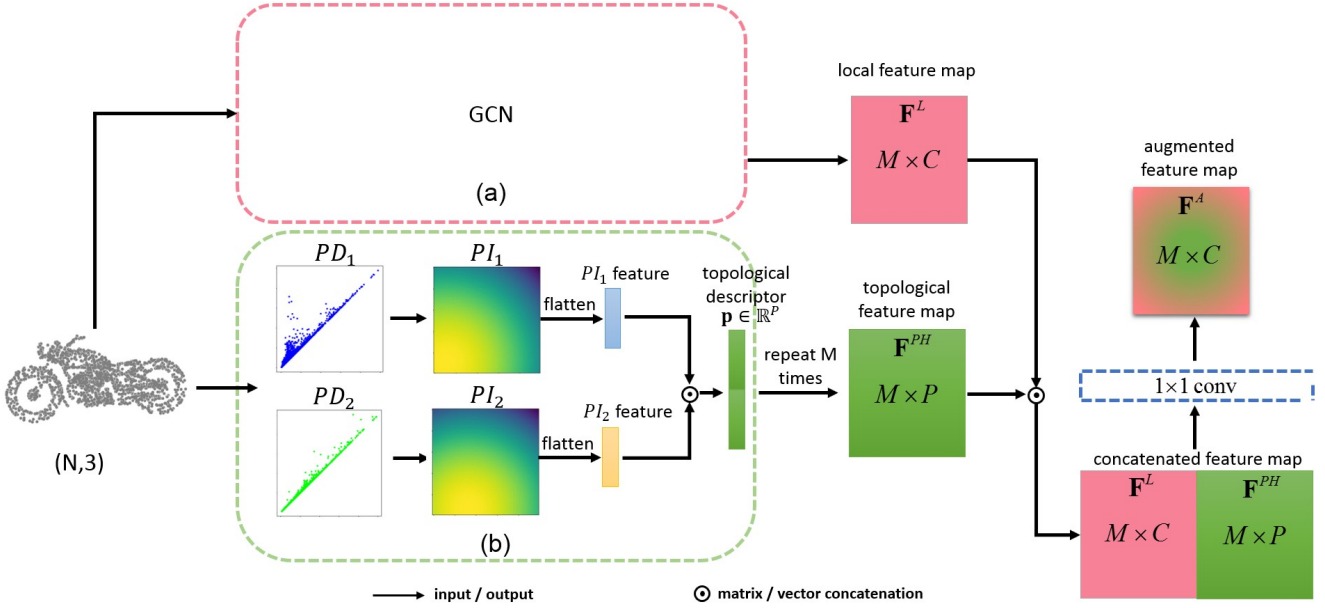 GCN
(a)
local feature map
F^L
M × C
augmented
feature map
F^A
M × C
PD_1
PI_1
PI_1 feature
flatten
topological
descriptor
p ∈ ℝ^P
topological
feature map
F^PH
M × P
repeat M
times
1×1 conv
PD_2
PI_2
PI_2 feature
flatten
(N,3)
(b)
concatenated feature map
F^L
F^PH
M × C
M × P
input / output
matrix / vector concatenation